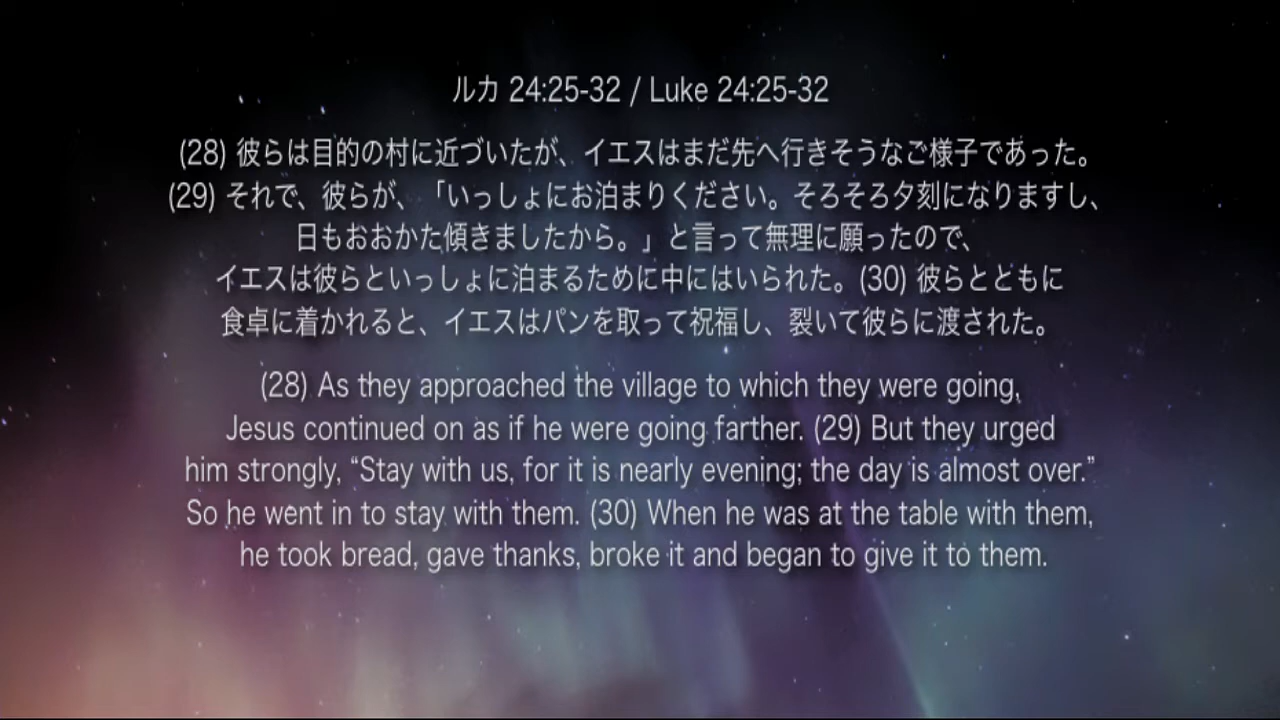 ルカ 24:25-32 / Luke 24:25-32
(28) 彼らは目的の村に近づいたが、イエスはまだ先へ行きそうなご様子であった。
(29) それで、彼らが、「いっしょにお泊まりください。そろそろ夕刻になりますし、
日もおおかた傾きましたから。」と言って無理に願ったので、
イエスは彼らといっしょに泊まるために中にはいられた。(30) 彼らとともに
食卓に着かれると、イエスはパンを取って祝福し、裂いて彼らに渡された。
(28) As they approached the village to which they were going,
Jesus continued on as if he were going farther. (29) But they urged
him strongly, “Stay with us, for it is nearly evening; the day is almost over.”
So he went in to stay with them. (30) When he was at the table with them,
he took bread, gave thanks, broke it and began to give it to them.